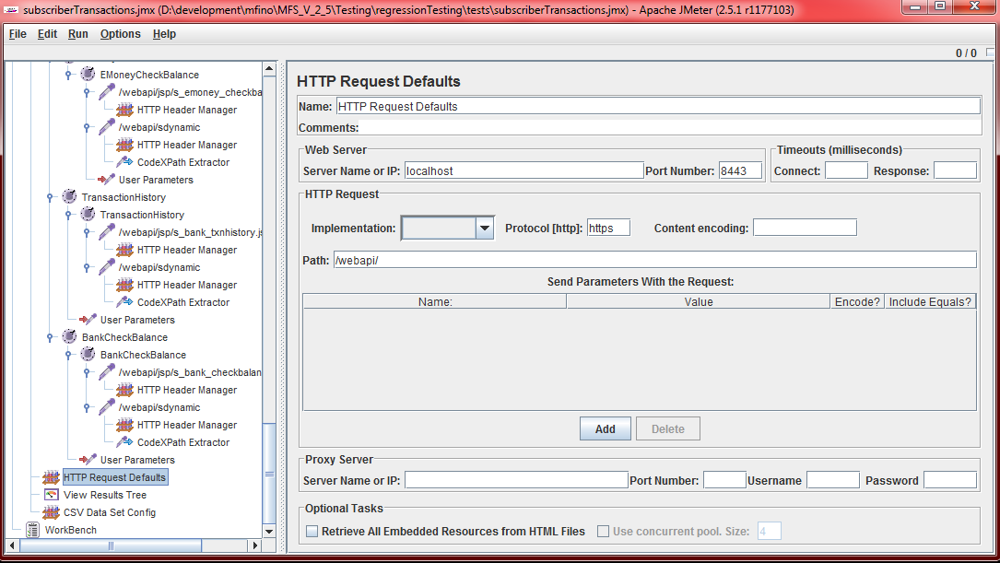 subscriberTransactions.jmx (D:\development\mfino\MFS_V_2_5\Testing\regressionTesting\tests\subscriberTransactions.jmx) - Apache JMeter (2.5.1 r1177103)
File Edit Run Options Help
0 / 0
EMoneyCheckBalance
/webapi/jsp/s_emoney_checkba
HTTP Header Manager
/webapi/sdynamic
HTTP Header Manager
CodeXPath Extractor
User Parameters
TransactionHistory
TransactionHistory
/webapi/jsp/s_bank_txnhistory.js
HTTP Header Manager
/webapi/sdynamic
HTTP Header Manager
CodeXPath Extractor
User Parameters
BankCheckBalance
BankCheckBalance
/webapi/jsp/s_bank_checkbalan
HTTP Header Manager
/webapi/sdynamic
HTTP Header Manager
CodeXPath Extractor
User Parameters
HTTP Request Defaults
View Results Tree
CSV Data Set Config
WorkBench
HTTP Request Defaults
Name: HTTP Request Defaults
Comments:
Web Server
Server Name or IP: localhost Port Number: 8443
Timeouts (milliseconds)
Connect: Response:
HTTP Request
Implementation: Protocol [http]: https Content encoding:
Path: /webapi/
Send Parameters With the Request:
Name: Value Encode? Include Equals?
Add Delete
Proxy Server
Server Name or IP: Port Number: Username Password
Optional Tasks
Retrieve All Embedded Resources from HTML Files Use concurrent pool. Size: 4